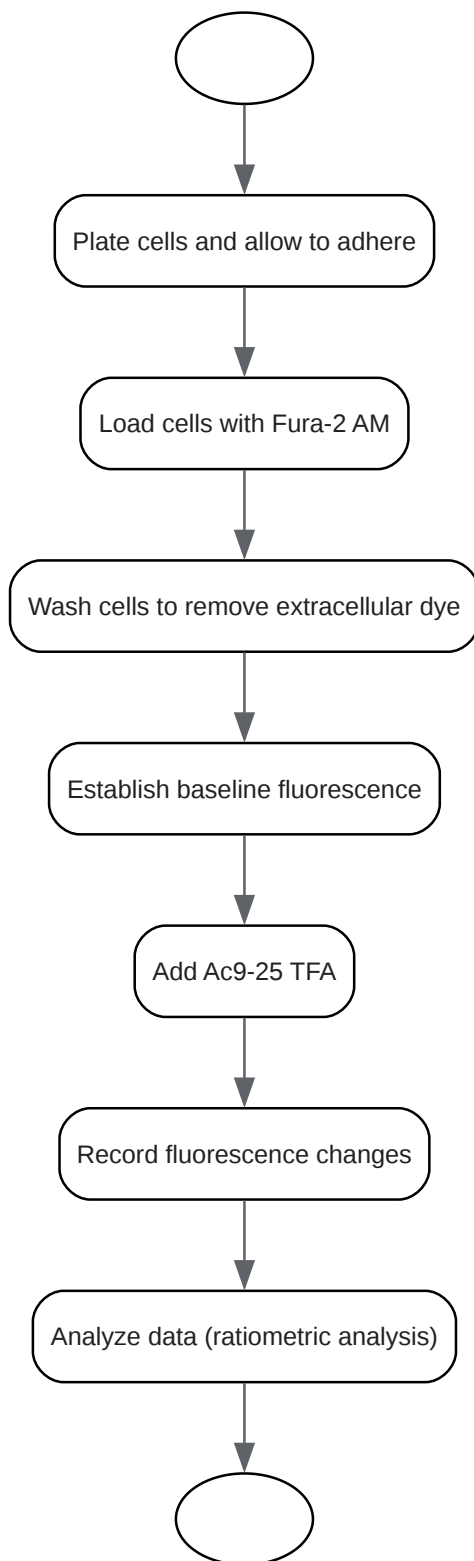 Plate cells and allow to adhere
Load cells with Fura-2 AM
Wash cells to remove extracellular dye
Establish baseline fluorescence
Add Ac9-25 TFA
Record fluorescence changes
Analyze data (ratiometric analysis)